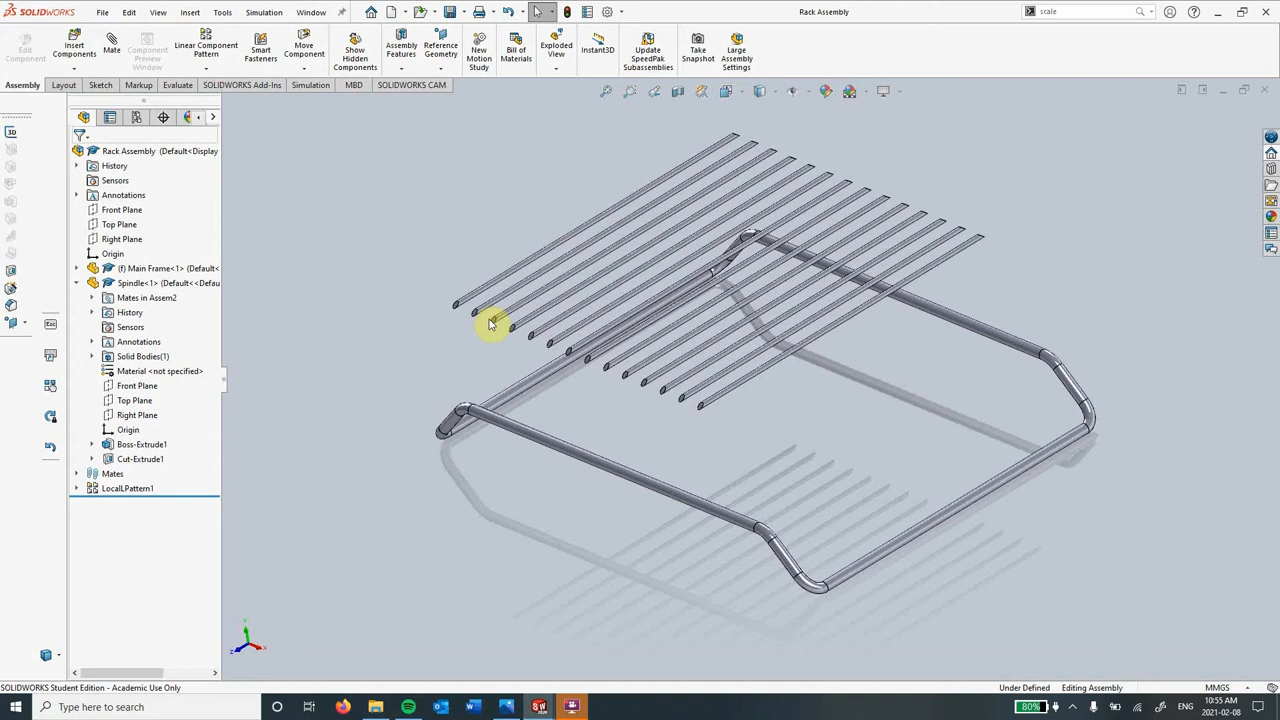 SOLIDWORKS File Edit View Insert Tools Simulation Window Rack Assembly scale
Edit Component
Insert Components
Mate
Component Preview Window
Linear Component Pattern
Smart Fasteners
Move Component
Show Hidden Components
Assembly Features
Reference Geometry
New Motion Study
Bill of Materials
Exploded View
Instant3D
Update SpeedPak Subassemblies
Take Snapshot
Large Assembly Settings
Assembly Layout Sketch Markup Evaluate SOLIDWORKS Add-Ins Simulation MBD SOLIDWORKS CAM
Rack Assembly (Default<Display
History
Sensors
Annotations
Front Plane
Top Plane
Right Plane
Origin
(f) Main Frame<1> (Default<
Spindle<1> (Default<<Defau
Mates in Assem2
History
Sensors
Annotations
Solid Bodies(1)
Material <not specified>
Front Plane
Top Plane
Right Plane
Origin
Boss-Extrude1
Cut-Extrude1
Mates
LocalLPattern1
Esc
3D
Y
X
Z
SOLIDWORKS Student Edition - Academic Use Only Under Defined Editing Assembly MMGS
Type here to search
80%
10:55 AM
2021-02-08